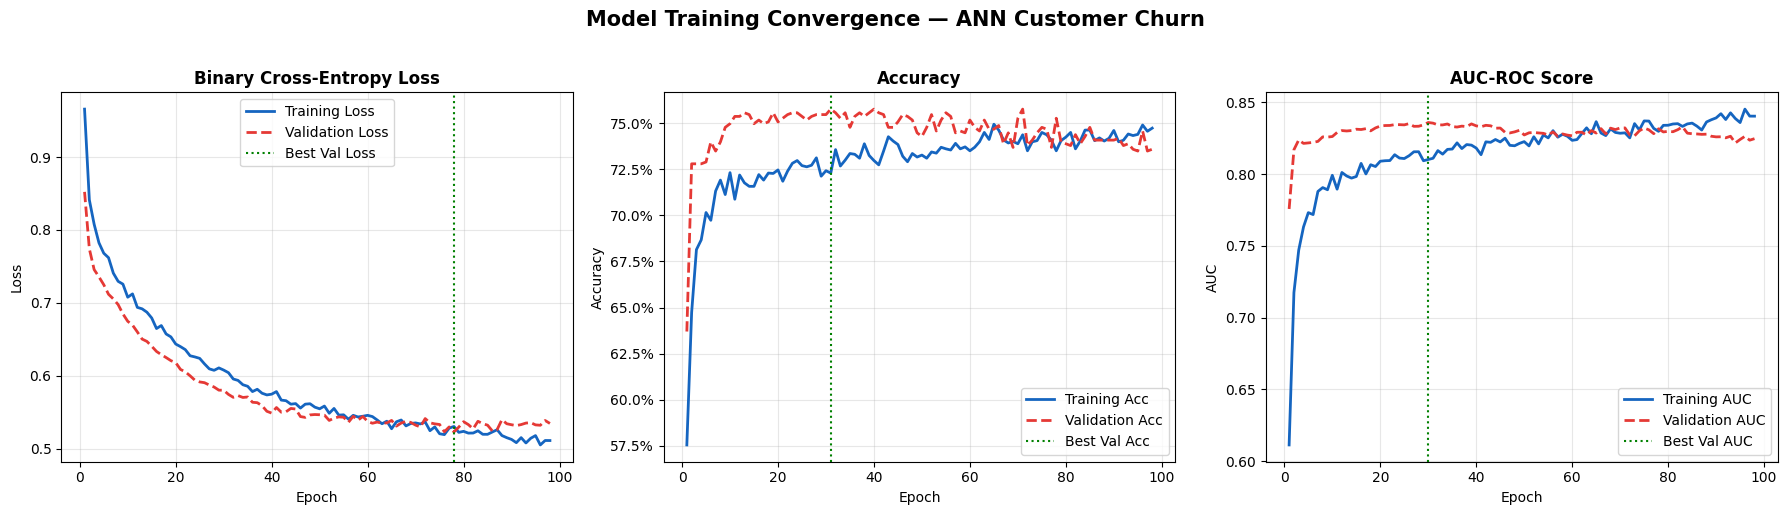 Model Training Convergence — ANN Customer Churn
Binary Cross-Entropy Loss
Training Loss
Validation Loss
Best Val Loss
0.9
0.8
0.7
0.6
0.5
Loss
0 20 40 60 80 100
Epoch
Accuracy
75.0%
72.5%
70.0%
67.5%
65.0%
62.5%
60.0%
57.5%
Accuracy
Training Acc
Validation Acc
Best Val Acc
0 20 40 60 80 100
Epoch
AUC-ROC Score
0.85
0.80
0.75
0.70
0.65
0.60
AUC
Training AUC
Validation AUC
Best Val AUC
0 20 40 60 80 100
Epoch